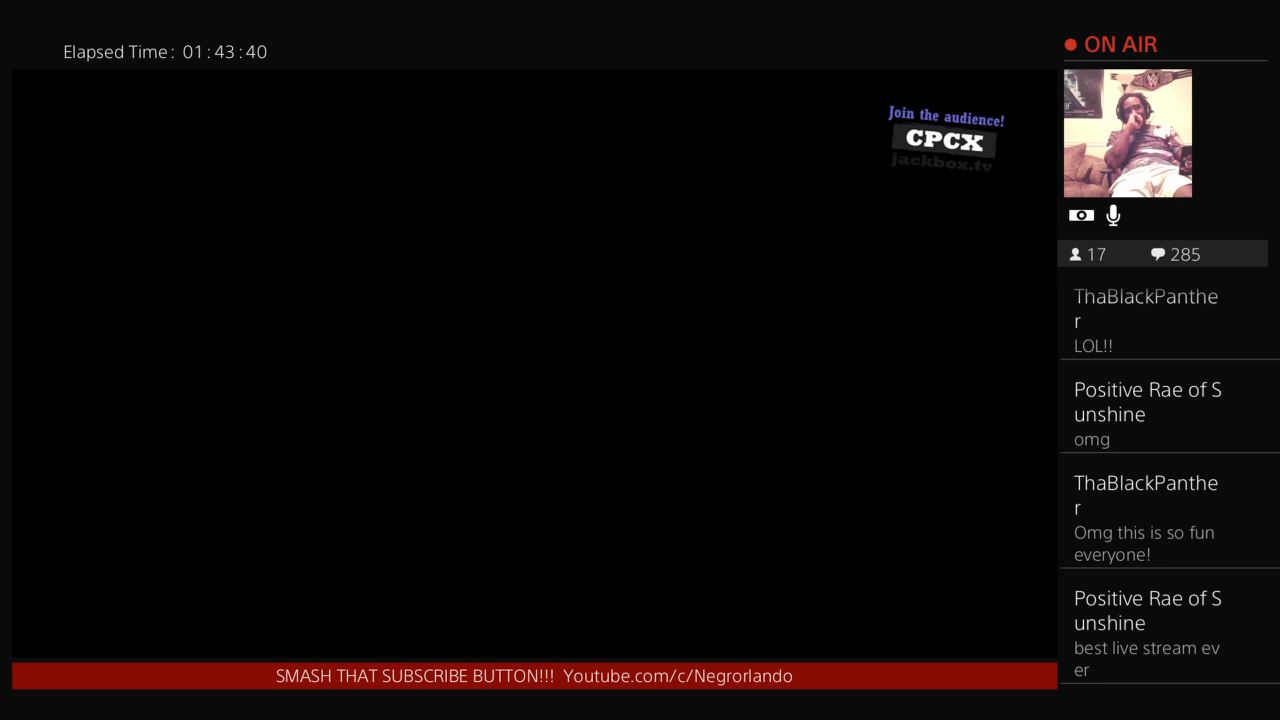 Elapsed Time: 01:43:40
ON AIR
Join the audience!
CPCX
jackbox.tv
17 285
ThaBlackPanthe
r
LOL!!
Positive Rae of S
unshine
omg
ThaBlackPanthe
r
Omg this is so fun
everyone!
Positive Rae of S
unshine
best live stream ev
er
SMASH THAT SUBSCRIBE BUTTON!!! Youtube.com/c/Negrorlando